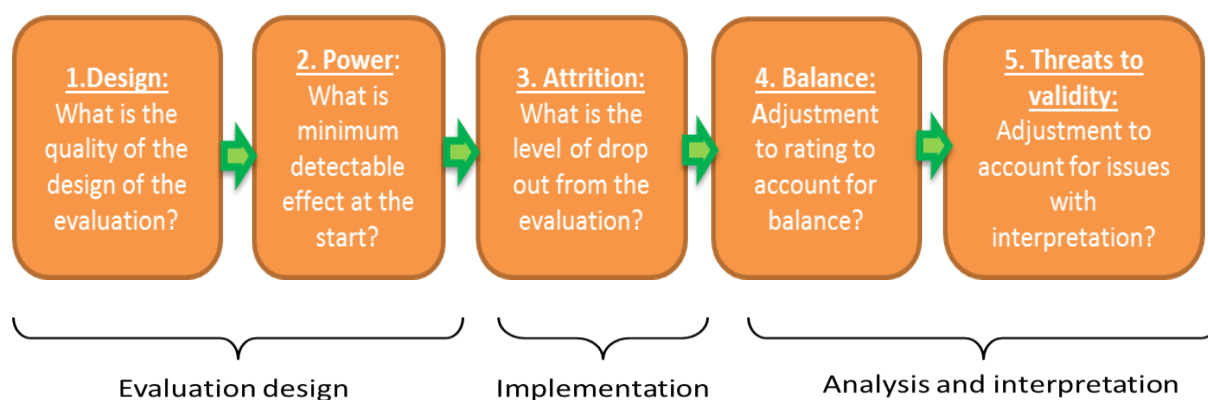 1.Design:
What is the
quality of the
design of the
evaluation?
2. Power:
What is
minimum
detectable
effect at the
start?
3. Attrition:
What is the
level of drop
out from the
evaluation?
4. Balance:
Adjustment
to rating to
account for
balance?
5. Threats to
validity:
Adjustment to
account for issues
with
interpretation?
Evaluation design
Implementation
Analysis and interpretation